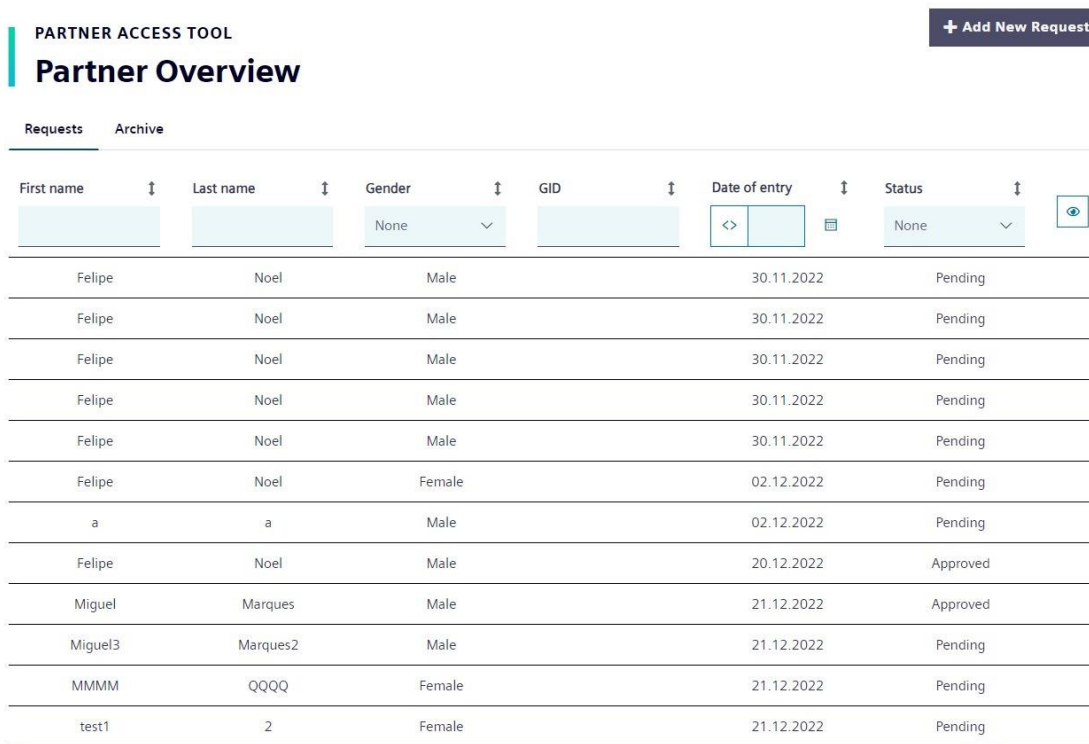 PARTNER ACCESS TOOL
+ Add New Request
Partner Overview
Requests Archive
First name Last name Gender GID Date of entry Status
None <> None
Felipe Noel Male 30.11.2022 Pending
Felipe Noel Male 30.11.2022 Pending
Felipe Noel Male 30.11.2022 Pending
Felipe Noel Male 30.11.2022 Pending
Felipe Noel Male 30.11.2022 Pending
Felipe Noel Female 02.12.2022 Pending
a a Male 02.12.2022 Pending
Felipe Noel Male 20.12.2022 Approved
Miguel Marques Male 21.12.2022 Approved
Miguel3 Marques2 Male 21.12.2022 Pending
MMMM QQQQ Female 21.12.2022 Pending
test1 2 Female 21.12.2022 Pending